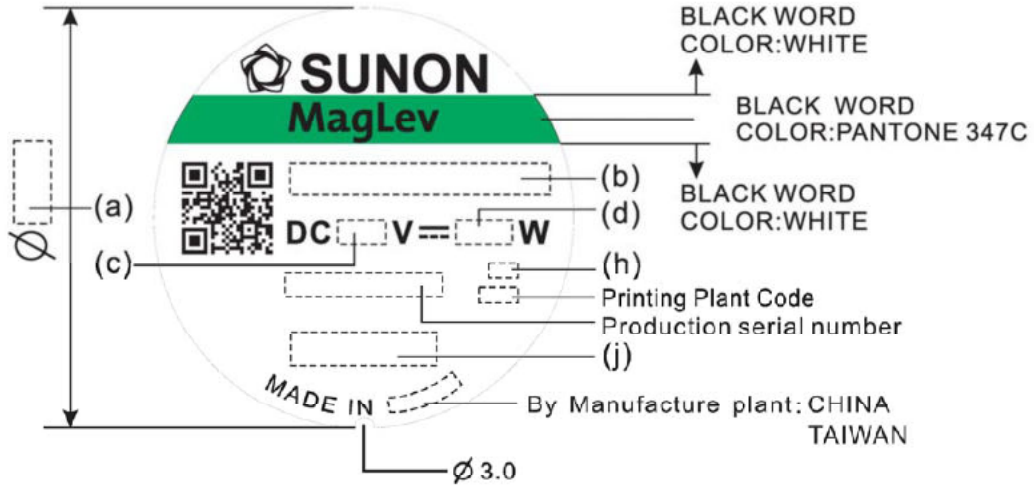 BLACK WORD
COLOR:WHITE
SUNON
MagLev
BLACK WORD
COLOR:PANTONE 347C
(a)
(b)
BLACK WORD
COLOR:WHITE
(d)
DC V W
Ø
(c)
(h)
Printing Plant Code
Production serial number
(j)
MADE IN
By Manufacture plant: CHINA
TAIWAN
Ø 3.0